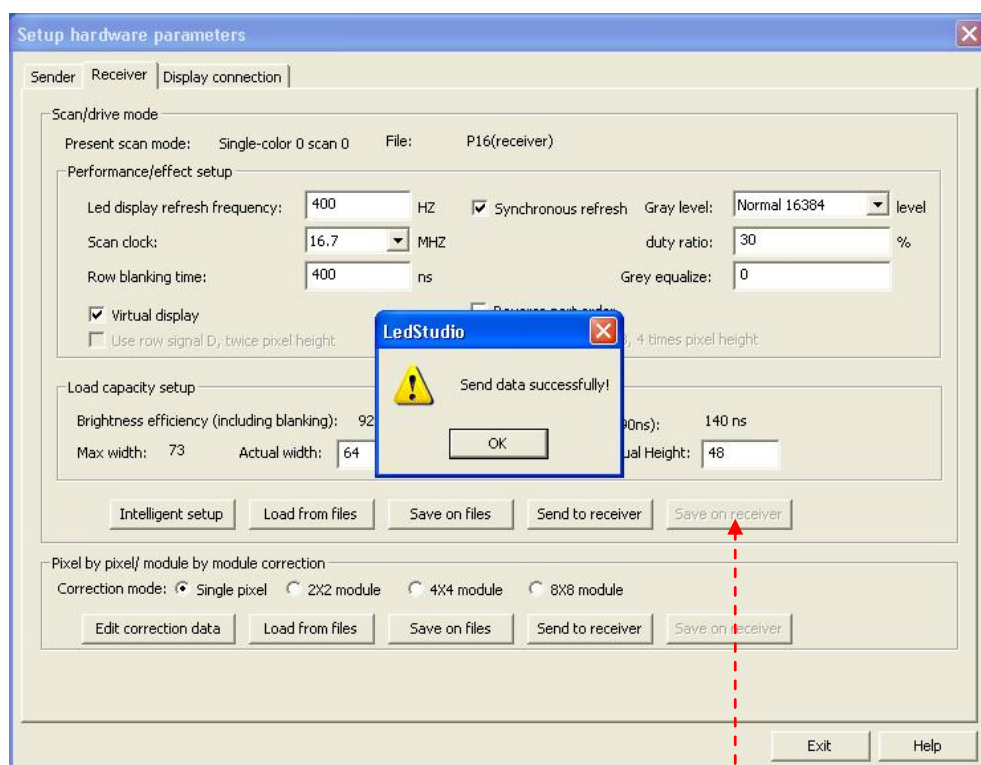 Setup hardware parameters
Sender Receiver Display connection
Scan/drive mode
Present scan mode: Single-color 0 scan 0 File: P16(receiver)
Performance/effect setup
Led display refresh frequency: 400 HZ Synchronous refresh Gray level: Normal 16384 level
Scan clock: 16.7 MHZ duty ratio: 30 %
Row blanking time: 400 ns Grey equalize: 0
Virtual display
Use row signal D, twice pixel height 4 times pixel height
LedStudio
Send data successfully!
OK
Load capacity setup
Brightness efficiency (including blanking): 92 140 ns
Max width: 73 Actual width: 64 Height: 48
Intelligent setup Load from files Save on files Send to receiver Save on receiver
Pixel by pixel/ module by module correction
Correction mode: Single pixel 2X2 module 4X4 module 8X8 module
Edit correction data Load from files Save on files Send to receiver Save on receiver
Exit Help